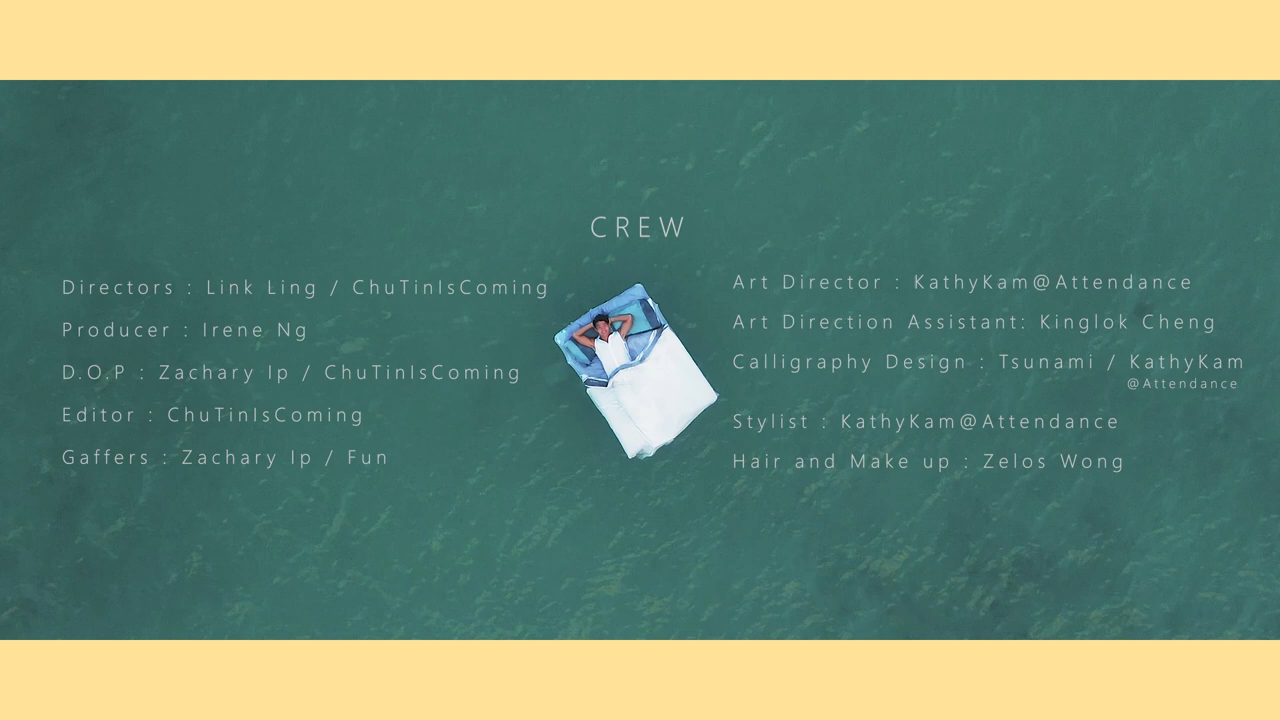 CREW
Directors : Link Ling / ChuTinIsComing
Producer : Irene Ng
D.O.P : Zachary Ip / ChuTinIsComing
Editor : ChuTinIsComing
Gaffers : Zachary Ip / Fun
Art Director : KathyKam@Attendance
Art Direction Assistant: Kinglok Cheng
Calligraphy Design : Tsunami / KathyKam
@Attendance
Stylist : KathyKam@Attendance
Hair and Make up : Zelos Wong